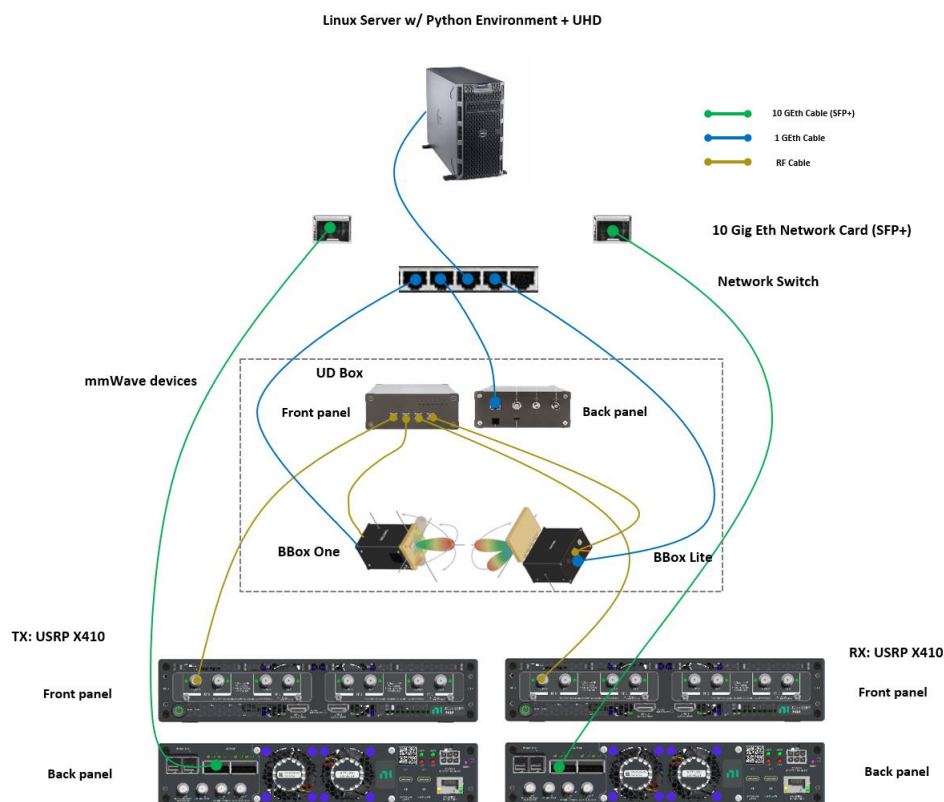 Linux Server w/ Python Environment + UHD
10 GEth Cable (SFP+)
1 GEth Cable
RF Cable
10 Gig Eth Network Card (SFP+)
Network Switch
mmWave devices
UD Box
Front panel
Back panel
BBox One
BBox Lite
TX: USRP X410
RX: USRP X410
Front panel
Front panel
Back panel
Back panel